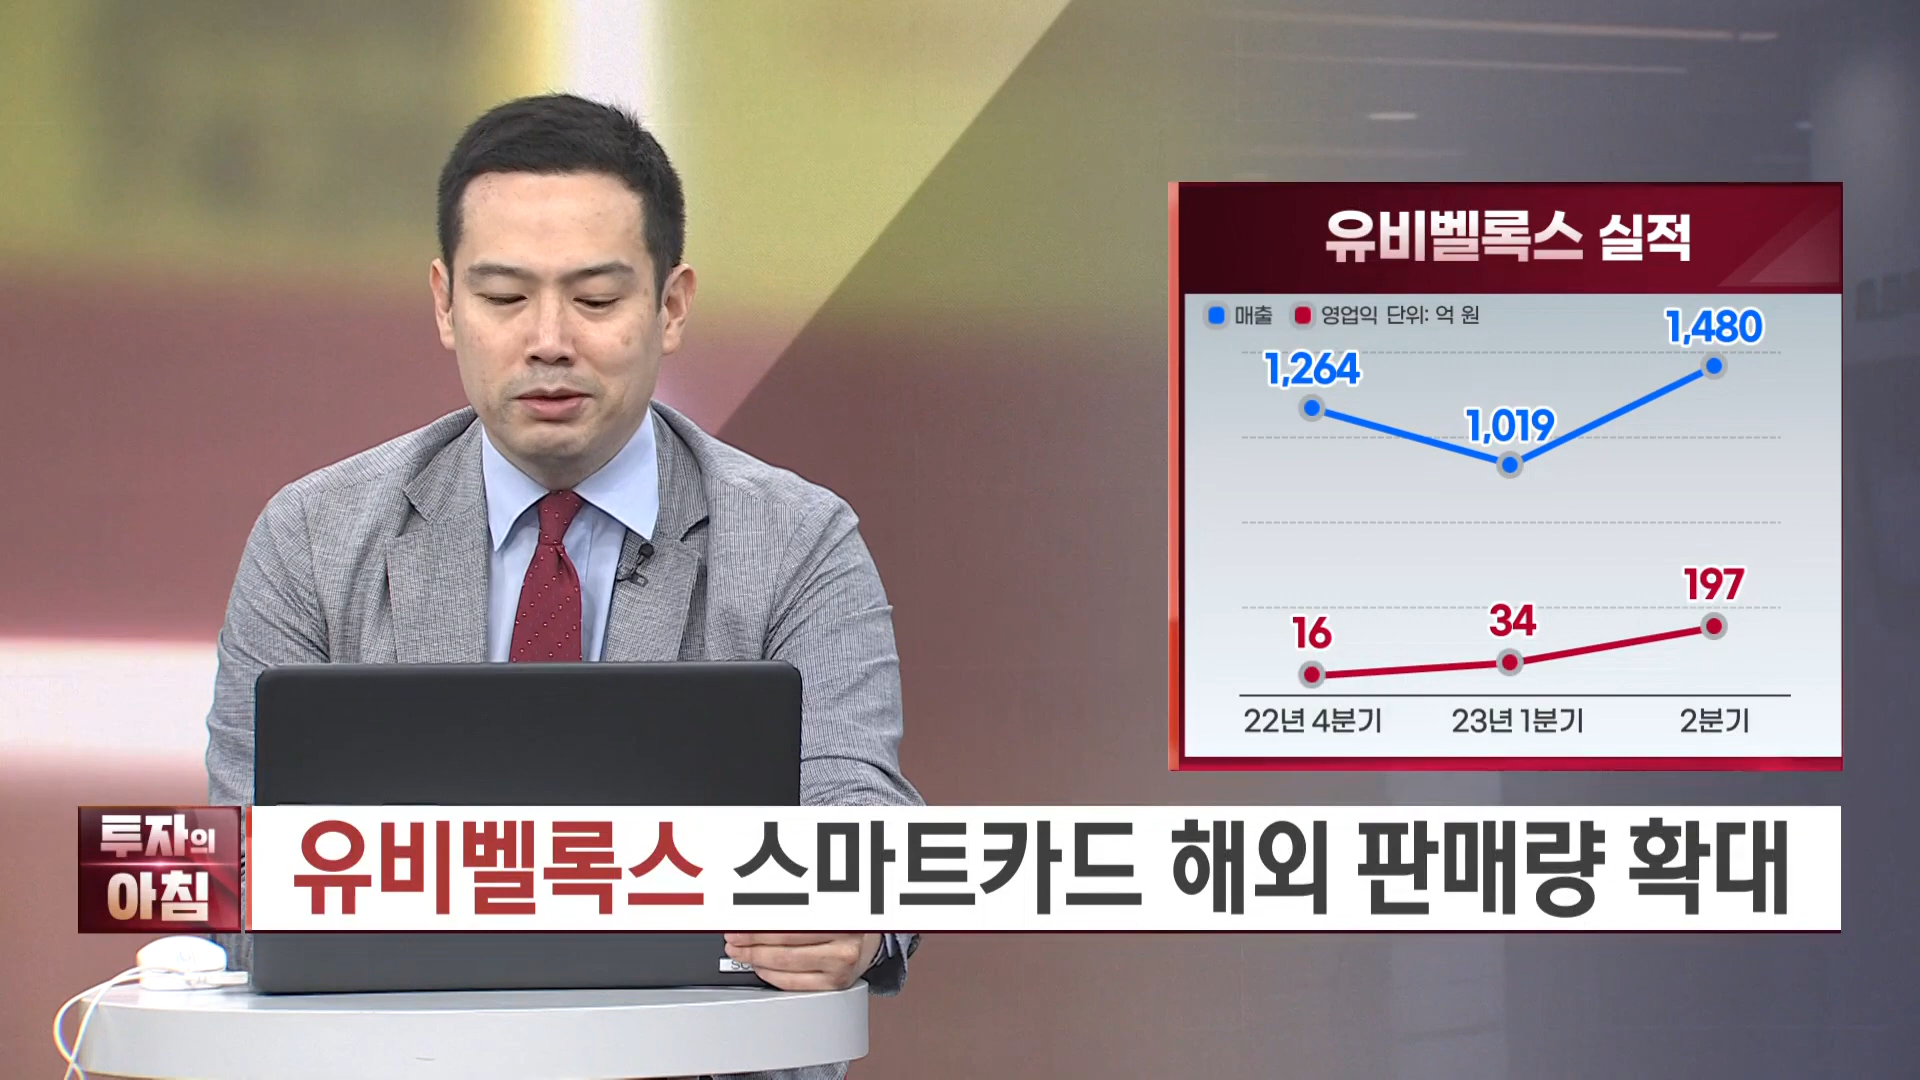 유비벨록스 실적
매출 영업익 단위: 억 원
1,264
1,019
1,480
16
34
197
22년 4분기 23년 1분기 2분기
투자의
아침
유비벨록스 스마트카드 해외 판매량 확대